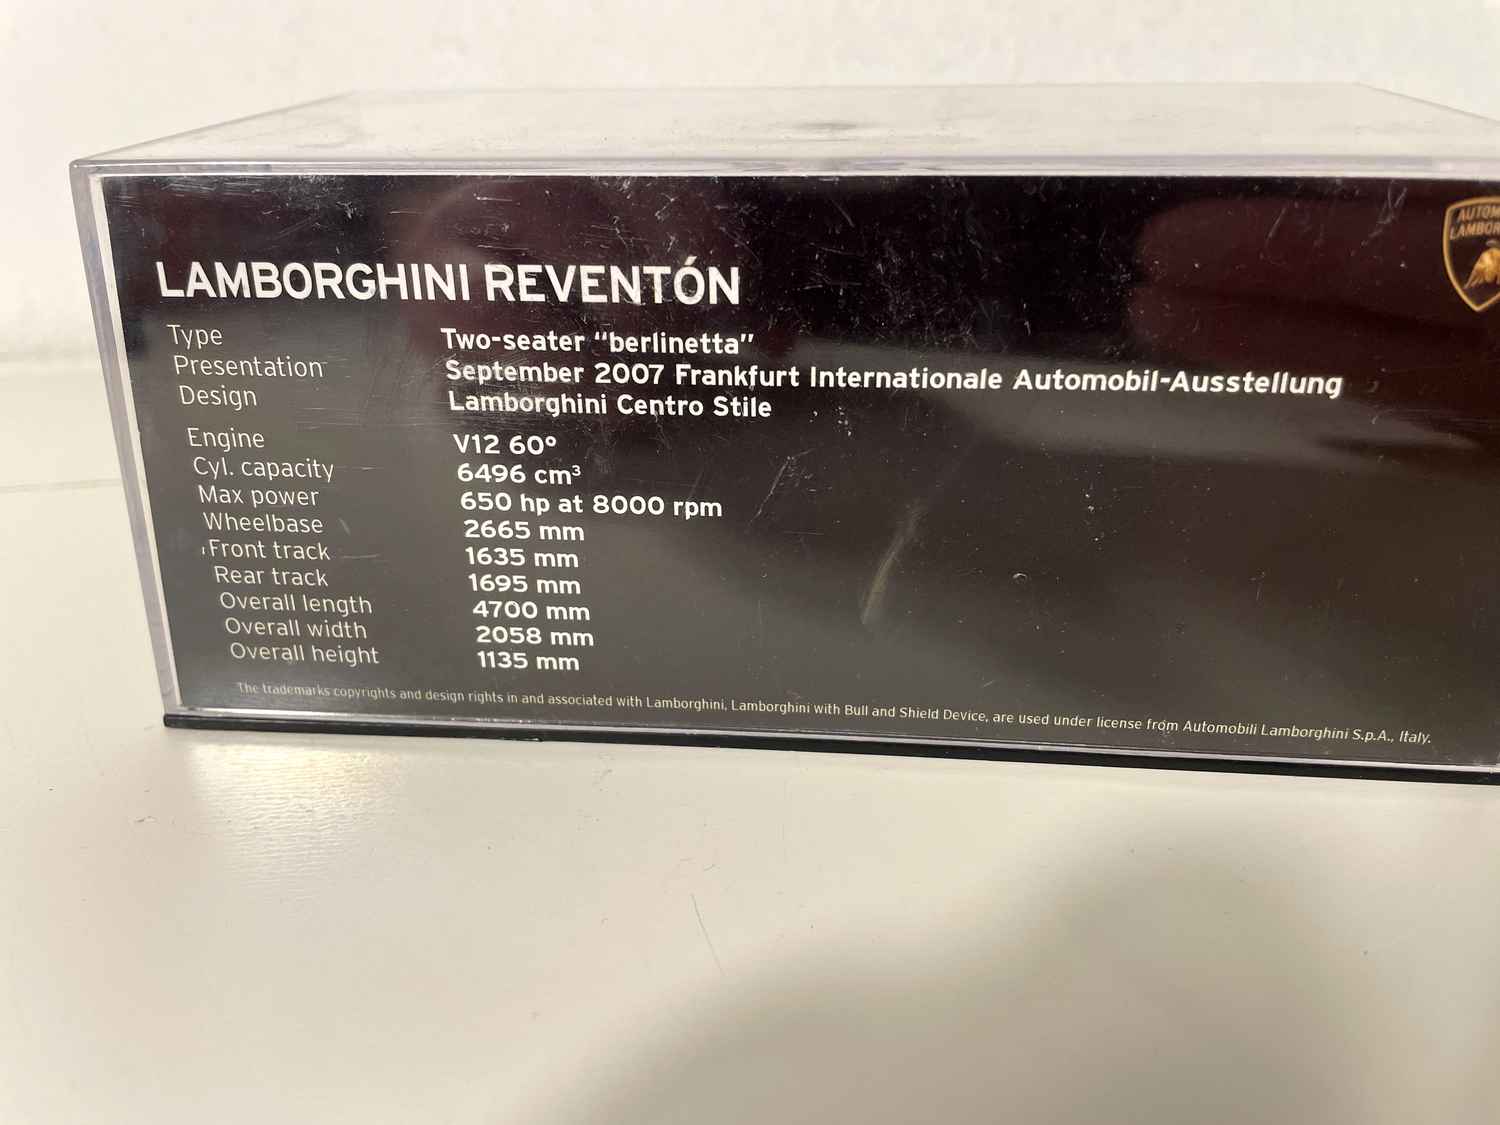 AUTOM
LAMBOR
LAMBORGHINI REVENTÓN
Type Two-seater “berlinetta”
Presentation September 2007 Frankfurt Internationale Automobil-Ausstellung
Design Lamborghini Centro Stile
Engine V12 60°
Cyl. capacity 6496 cm³
Max power 650 hp at 8000 rpm
Wheelbase 2665 mm
Front track 1635 mm
Rear track 1695 mm
Overall length 4700 mm
Overall width 2058 mm
Overall height 1135 mm
The trademarks copyrights and design rights in and associated with Lamborghini, Lamborghini with Bull and Shield Device, are used under license from Automobili Lamborghini S.p.A., Italy.